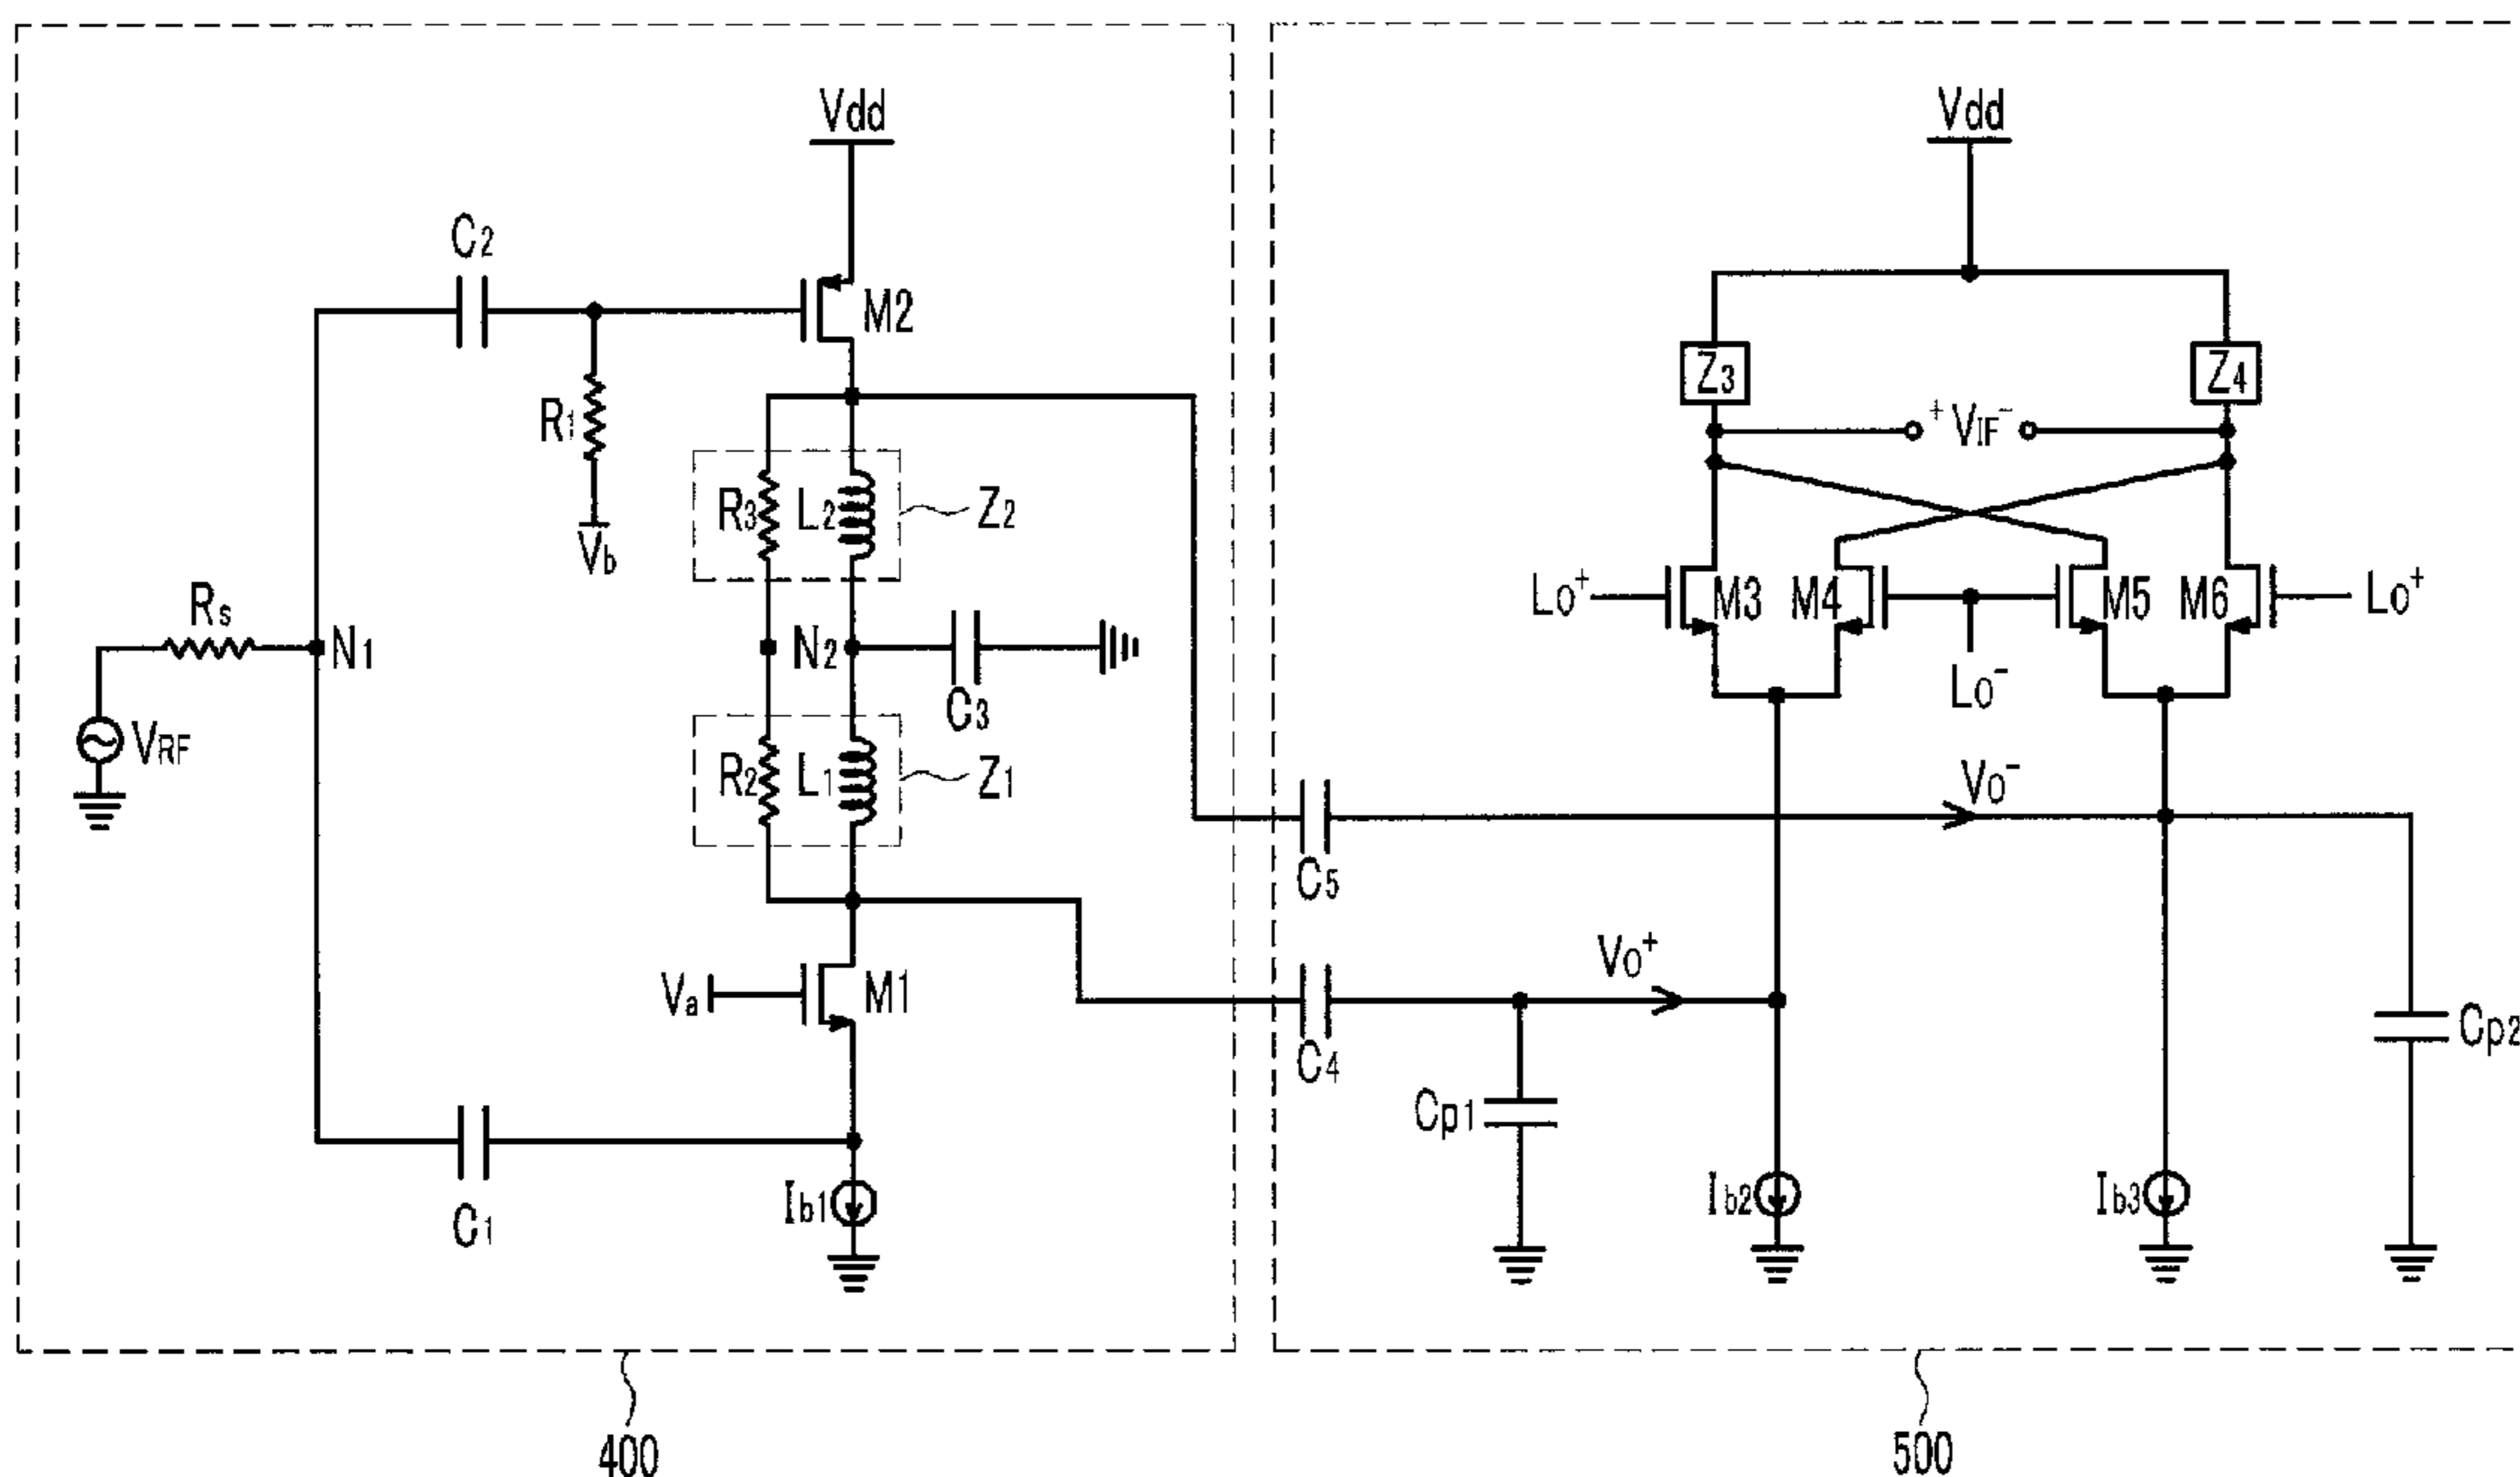 Vdd
C2
M2
R1
Vb
R3
L2
Z2
Rs
N1
N2
C3
VRF
R2
L1
Z1
Va
M1
C1
Ib1
400
Vdd
Z3
Z4
+ VIF -
Lo+
M3
M4
M5
M6
Lo+
Lo-
Vo-
C5
Vo+
C4
Cp1
Cp2
Ib2
Ib3
500